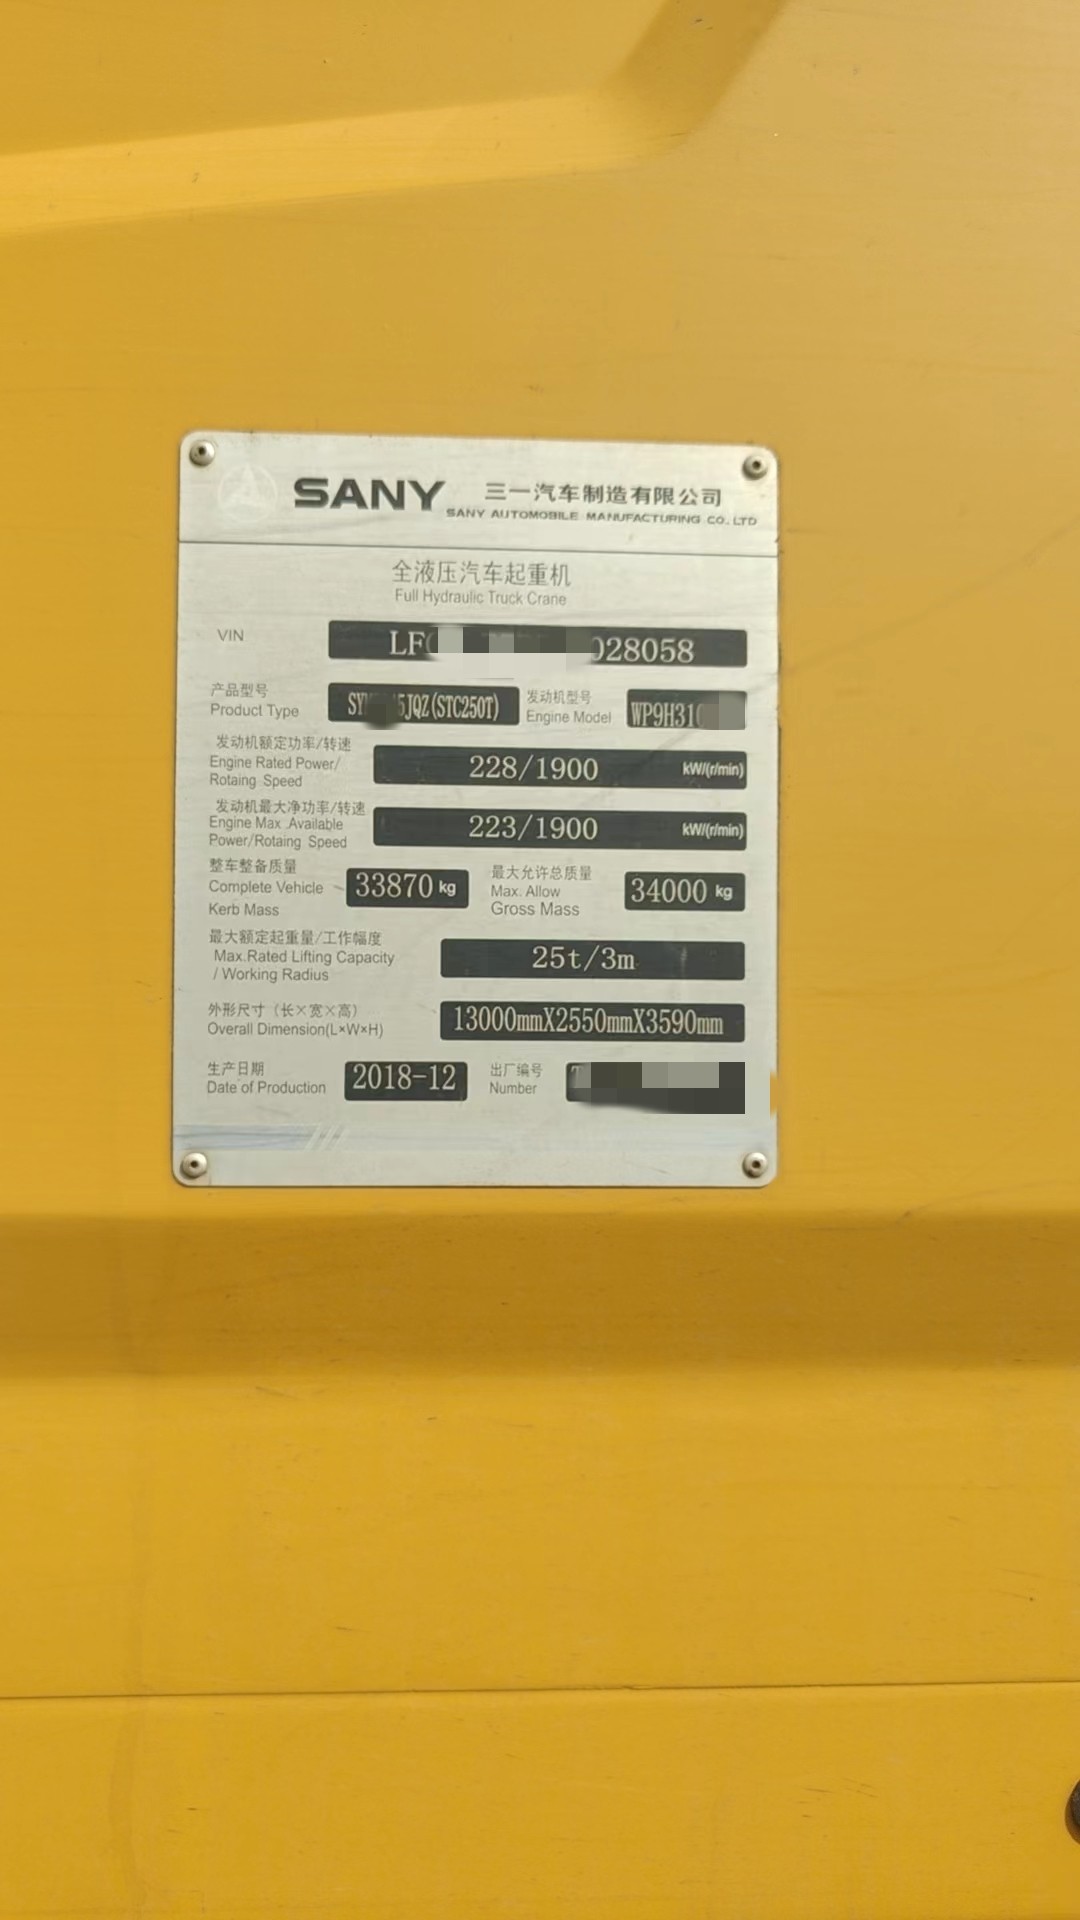 SANY 三一汽车制造有限公司
SANY AUTOMOBILE MANUFACTURING CO.LTD
全液压汽车起重机
Full Hydraulic Truck Crane
VIN 028058
产品型号
Product Type 5JQZ(STC250T)
发动机型号
Engine Model WP9H31
发动机额定功率/转速
Engine Rated Power/
Rotaing Speed
228/1900 kW/(r/min)
发动机最大净功率/转速
Engine Max .Available
Power/Rotaing Speed
223/1900 kW/(r/min)
整车整备质量
Complete Vehicle
Kerb Mass
33870 kg
最大允许总质量
Max. Allow
Gross Mass
34000 kg
最大额定起重量/工作幅度
Max.Rated Lifting Capacity
/ Working Radius
25t/3m
外形尺寸（长×宽×高）
Overall Dimension(L×W×H)
13000mmX2550mmX3590mm
生产日期
Date of Production
2018-12
出厂编号
Number